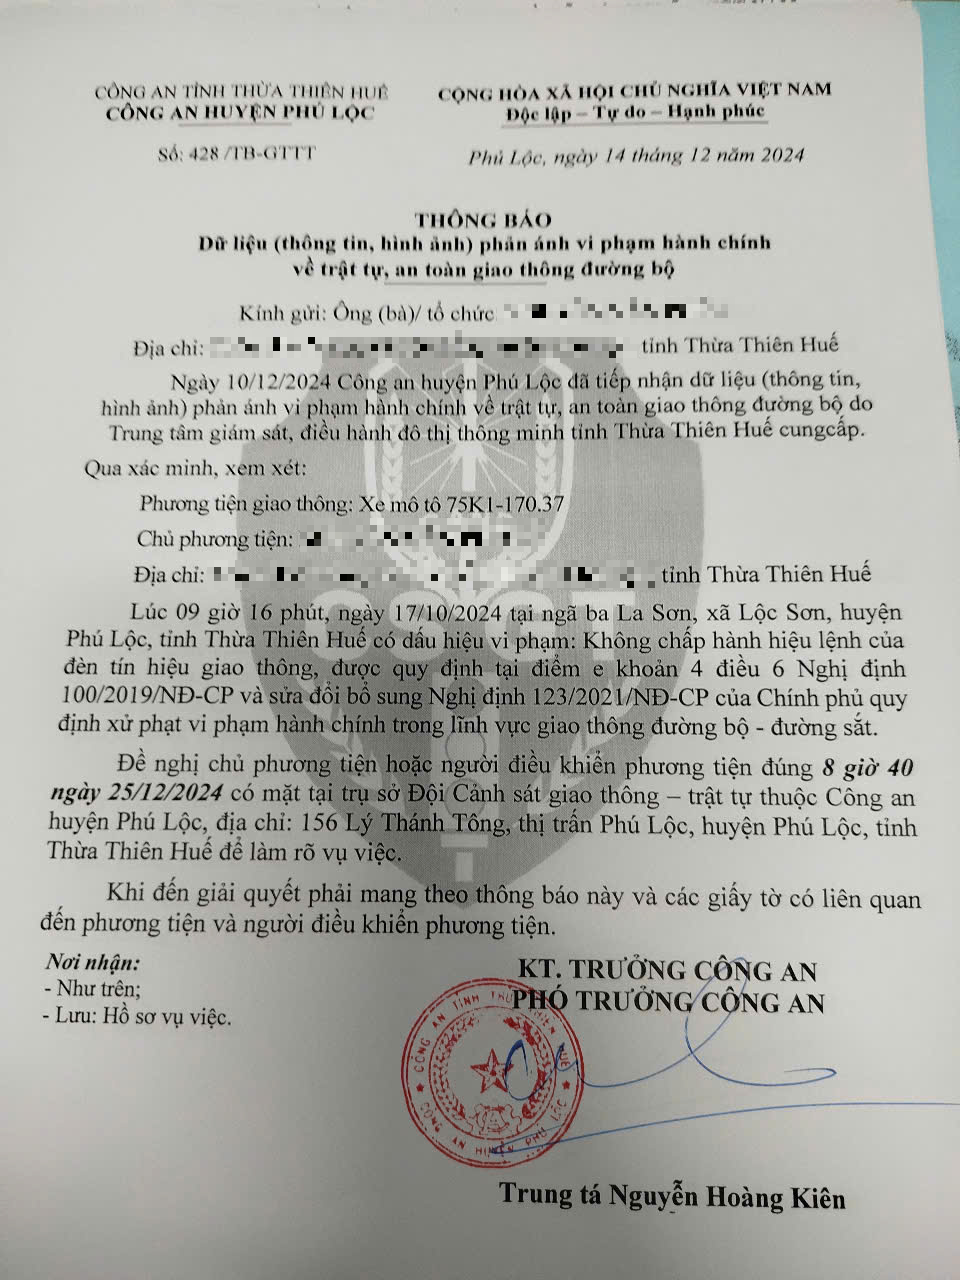 CÔNG AN TỈNH THỪA THIÊN HUẾ
CÔNG AN HUYỆN PHÚ LỘC
Số: 428 /TB-GTTT
CỘNG HÒA XÃ HỘI CHỦ NGHĨA VIỆT NAM
Độc lập – Tự do – Hạnh phúc
Phú Lộc, ngày 14 tháng 12 năm 2024
THÔNG BÁO
Dữ liệu (thông tin, hình ảnh) phản ánh vi phạm hành chính
về trật tự, an toàn giao thông đường bộ
Kính gửi: Ông (bà)/ tổ chức
Địa chỉ: tỉnh Thừa Thiên Huế
Ngày 10/12/2024 Công an huyện Phú Lộc đã tiếp nhận dữ liệu (thông tin,
hình ảnh) phản ánh vi phạm hành chính về trật tự, an toàn giao thông đường bộ do
Trung tâm giám sát, điều hành đô thị thông minh tỉnh Thừa Thiên Huế cungcấp.
Qua xác minh, xem xét:
Phương tiện giao thông: Xe mô tô 75K1-170.37
Chủ phương tiện:
Địa chỉ: tỉnh Thừa Thiên Huế
Lúc 09 giờ 16 phút, ngày 17/10/2024 tại ngã ba La Sơn, xã Lộc Sơn, huyện
Phú Lộc, tỉnh Thừa Thiên Huế có dấu hiệu vi phạm: Không chấp hành hiệu lệnh của
đèn tín hiệu giao thông, được quy định tại điểm e khoản 4 điều 6 Nghị định
100/2019/NĐ-CP và sửa đổi bổ sung Nghị định 123/2021/NĐ-CP của Chính phủ quy
định xử phạt vi phạm hành chính trong lĩnh vực giao thông đường bộ - đường sắt.
Đề nghị chủ phương tiện hoặc người điều khiển phương tiện đúng 8 giờ 40
ngày 25/12/2024 có mặt tại trụ sở Đội Cảnh sát giao thông – trật tự thuộc Công an
huyện Phú Lộc, địa chỉ: 156 Lý Thánh Tông, thị trấn Phú Lộc, huyện Phú Lộc, tỉnh
Thừa Thiên Huế để làm rõ vụ việc.
Khi đến giải quyết phải mang theo thông báo này và các giấy tờ có liên quan
đến phương tiện và người điều khiển phương tiện.
Nơi nhận:
- Như trên;
- Lưu: Hồ sơ vụ việc.
KT. TRƯỞNG CÔNG AN
PHÓ TRƯỞNG CÔNG AN
CÔNG AN TỈNH THỪA THIÊN HUẾ
CÔNG AN HUYỆN PHÚ LỘC
Trung tá Nguyễn Hoàng Kiên